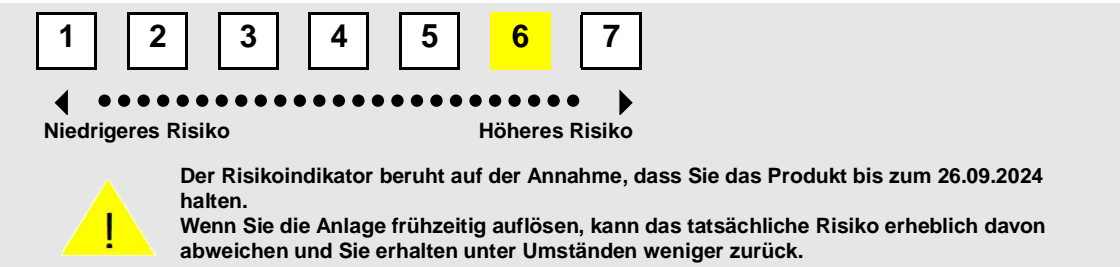 1 2 3 4 5 6 7
Niedrigeres Risiko Höheres Risiko
Der Risikoindikator beruht auf der Annahme, dass Sie das Produkt bis zum 26.09.2024
halten.
Wenn Sie die Anlage frühzeitig auflösen, kann das tatsächliche Risiko erheblich davon
abweichen und Sie erhalten unter Umständen weniger zurück.
!